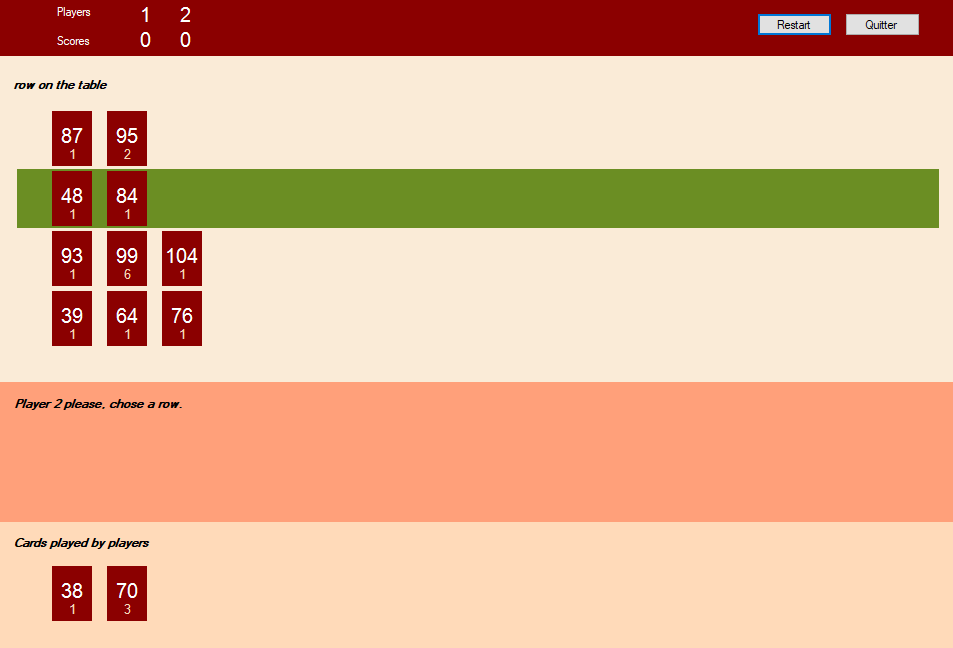 Players 1 2
Scores 0 0
Restart Quitter
row on the table
87 95
1 2
48 84
1 1
93 99 104
1 6 1
39 64 76
1 1 1
Player 2 please, chose a row.
Cards played by players
38 70
1 3